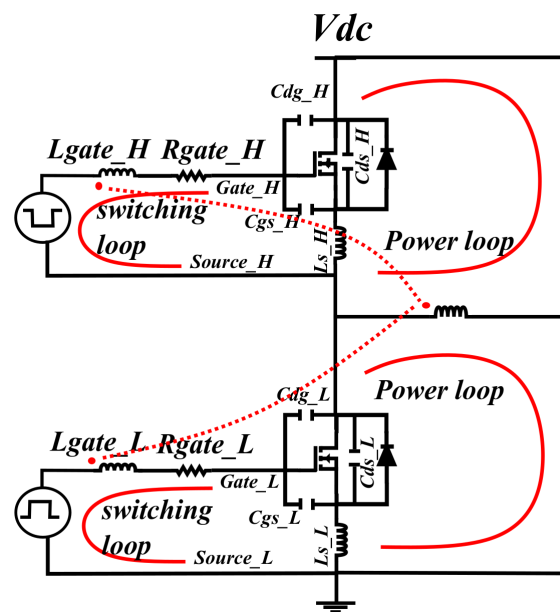 Vdc
Cdg_H
Lgate_H Rgate_H
Cds_H
Gate_H
switching
loop
Cgs_H
Ls_H
Power loop
Source_H
Cdg_L
Power loop
Lgate_L Rgate_L
Cds_L
Gate_L
switching
loop
Cgs_L
Ls_L
Source_L